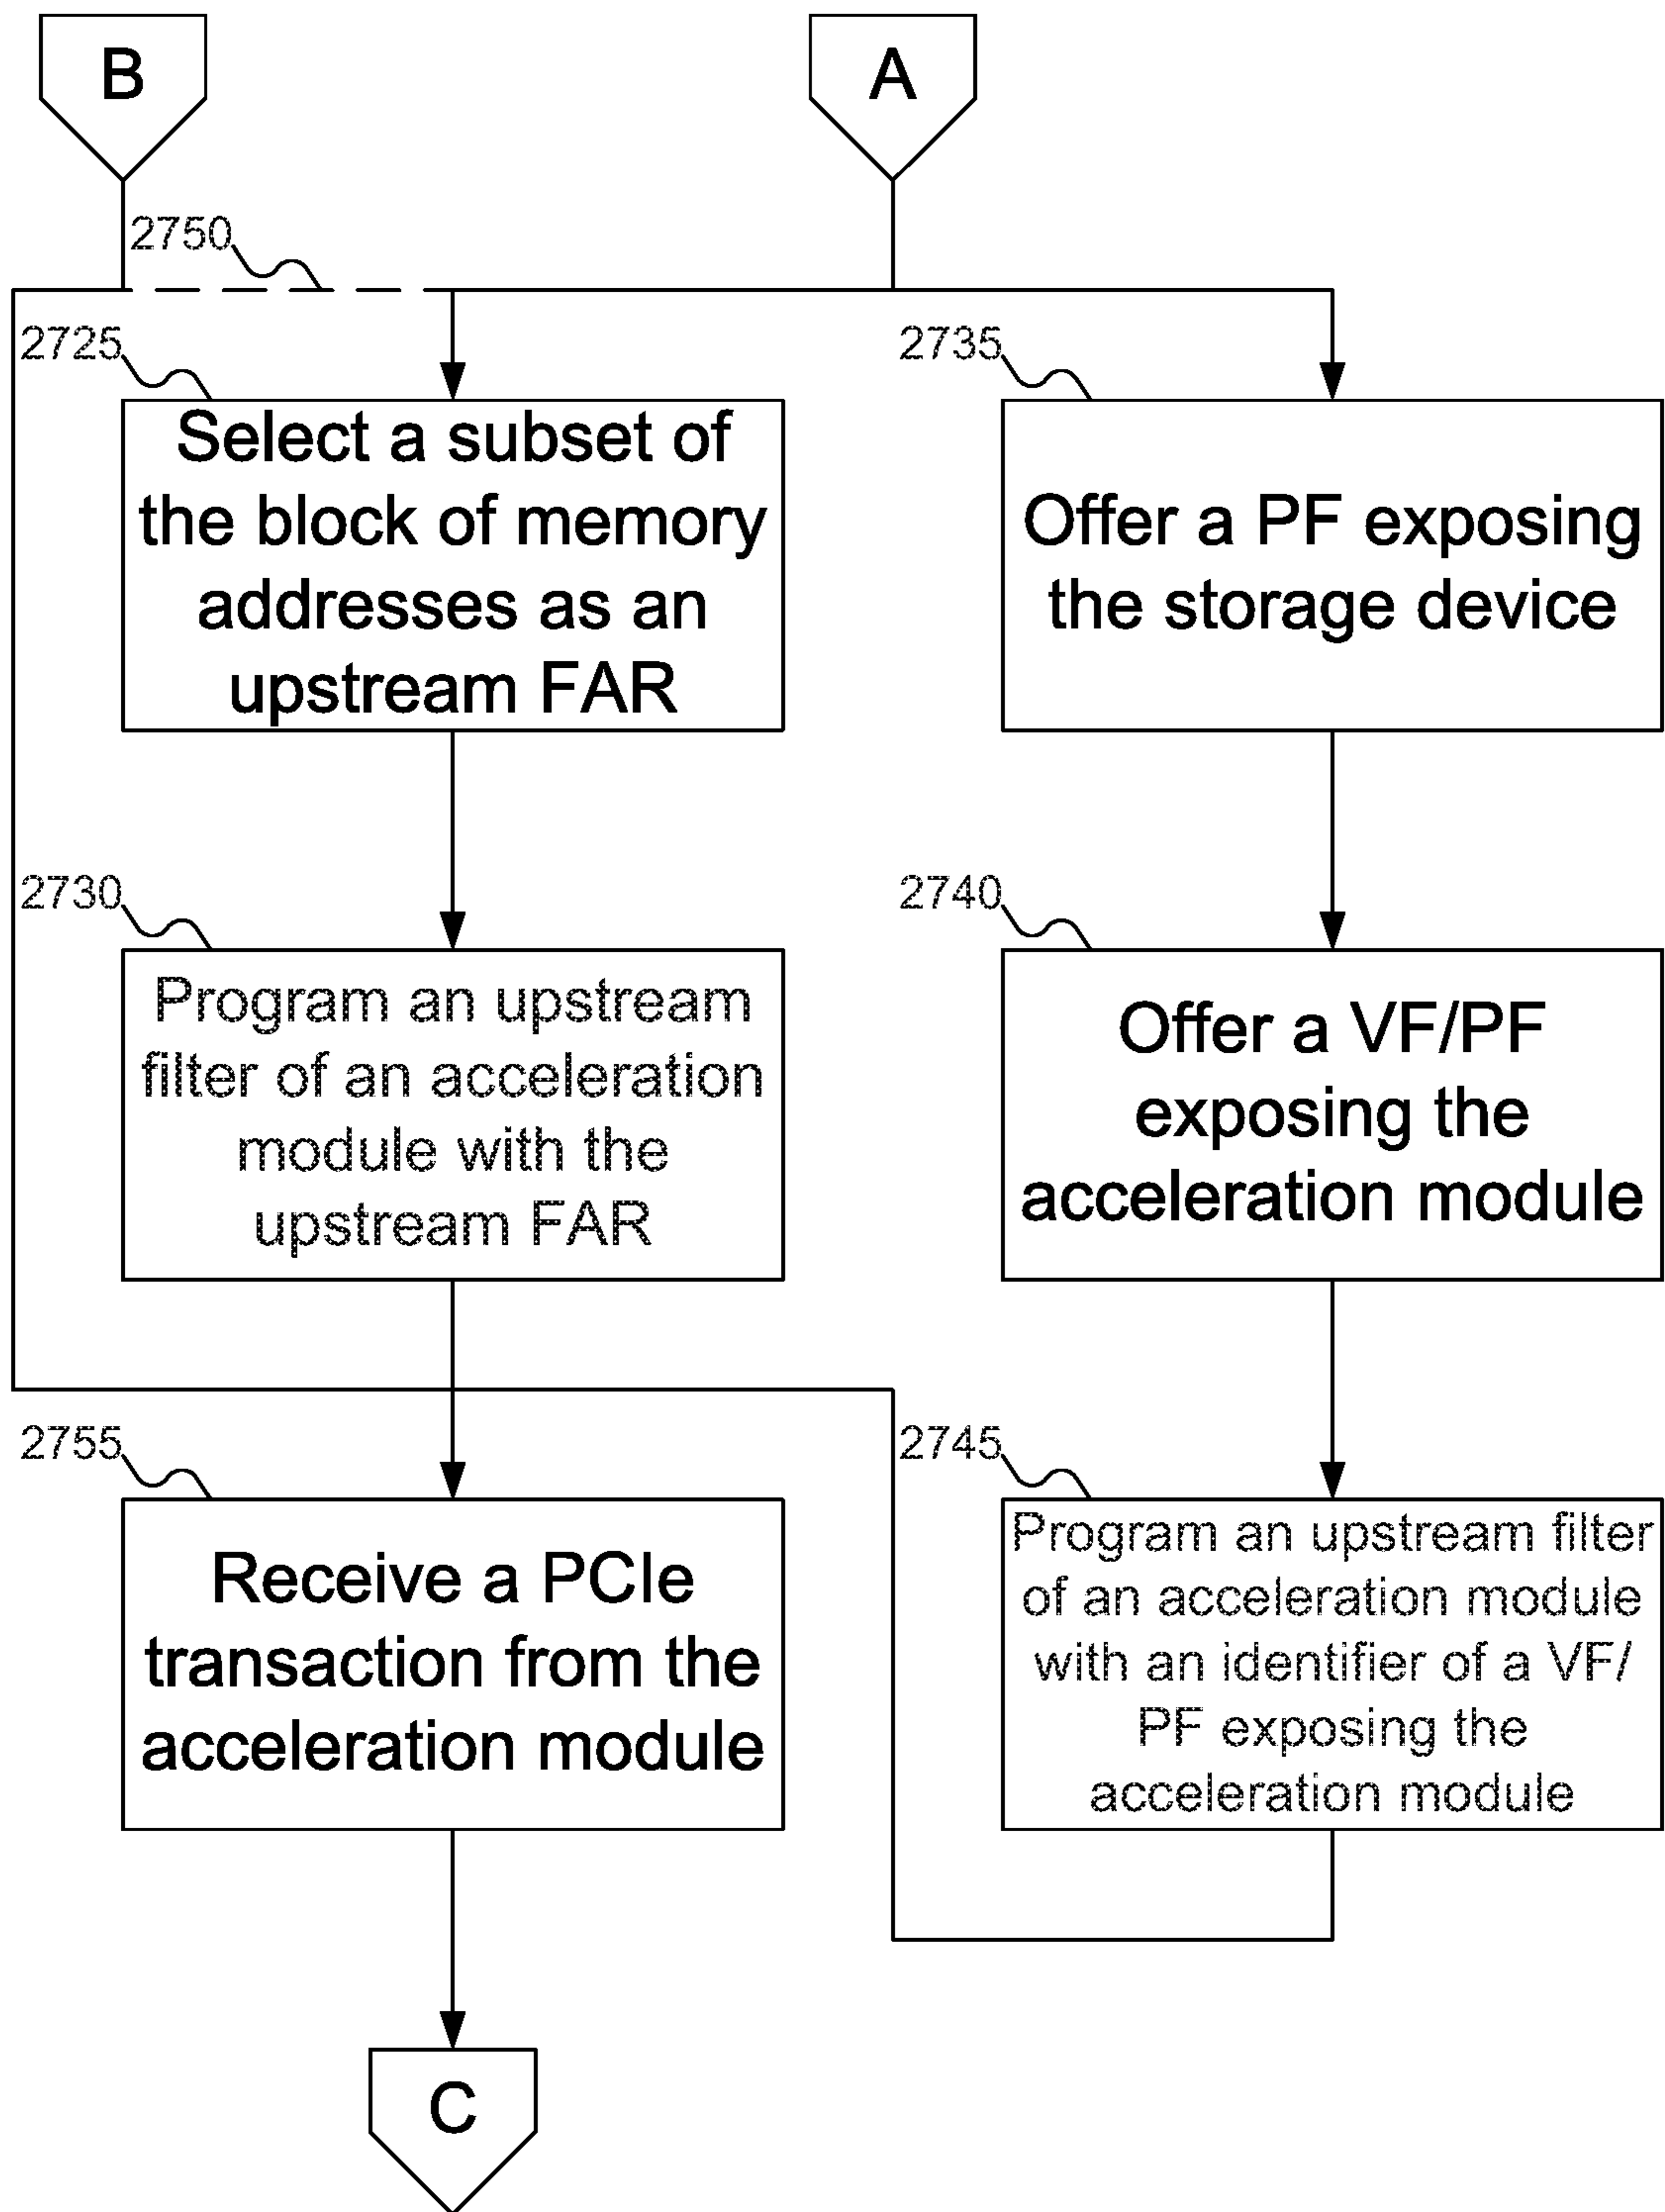 B
A
2750
2725
Select a subset of
the block of memory
addresses as an
upstream FAR
2735
Offer a PF exposing
the storage device
2730
Program an upstream
filter of an acceleration
module with the
upstream FAR
2740
Offer a VF/PF
exposing the
acceleration module
2755
Receive a PCIe
transaction from the
acceleration module
2745
Program an upstream filter
of an acceleration module
with an identifier of a VF/
PF exposing the
acceleration module
C